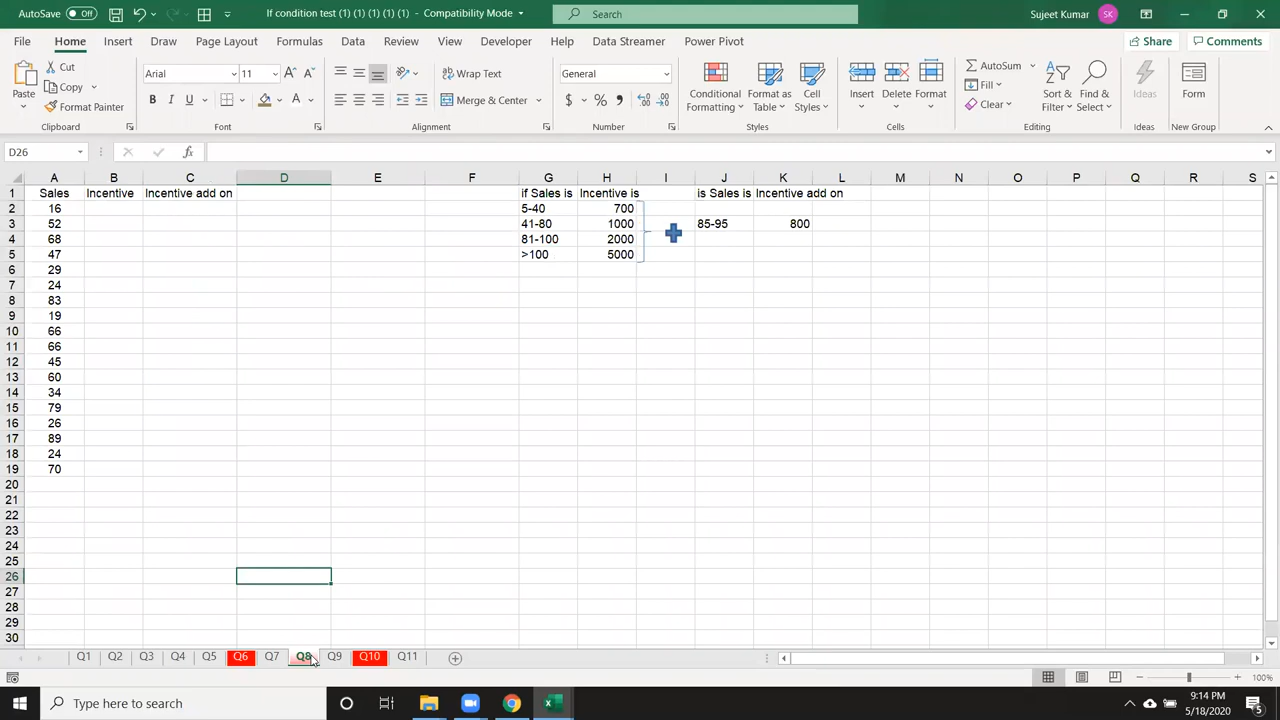 AutoSave Off If condition test (1) (1) (1) (1) - Compatibility Mode Search Sujeet Kumar SK
File Home Insert Draw Page Layout Formulas Data Review View Developer Help Data Streamer Power Pivot Share Comments
Paste Cut Copy Format Painter Clipboard
Arial 11 B I U A Font
Wrap Text Merge & Center Alignment
General $ % Number
Conditional Formatting Format as Table Cell Styles Styles
Insert Delete Format Cells
AutoSum Fill Clear Sort & Filter Find & Select Editing
Ideas Ideas
Form New Group
D26 fx
A B C D E F G H I J K L M N O P Q R S
1 Sales Incentive Incentive add on if Sales is Incentive is is Sales is Incentive add on
2 16 5-40 700
3 52 41-80 1000 85-95 800
4 68 81-100 2000
5 47 >100 5000
6 29
7 24
8 83
9 19
10 66
11 66
12 45
13 60
14 34
15 79
16 26
17 89
18 24
19 70
20
21
22
23
24
25
26
27
28
29
30
Q1 Q2 Q3 Q4 Q5 Q6 Q7 Q8 Q9 Q10 Q11
100%
Type here to search
9:14 PM
5/18/2020
5